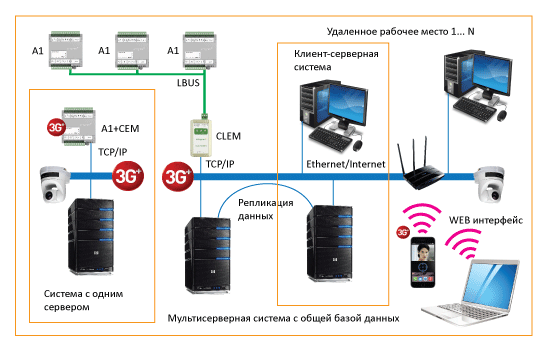 Удаленное рабочее место 1... N
A1
A1
A1
Клиент-серверная
система
LBUS
3G+
A1+CEM
CLEM
TCP/IP
TCP/IP
Ethernet/Internet
3G+
3G+
Репликация
данных
3G+
WEB интерфейс
Система с одним
сервером
Мультисерверная система с общей базой данных